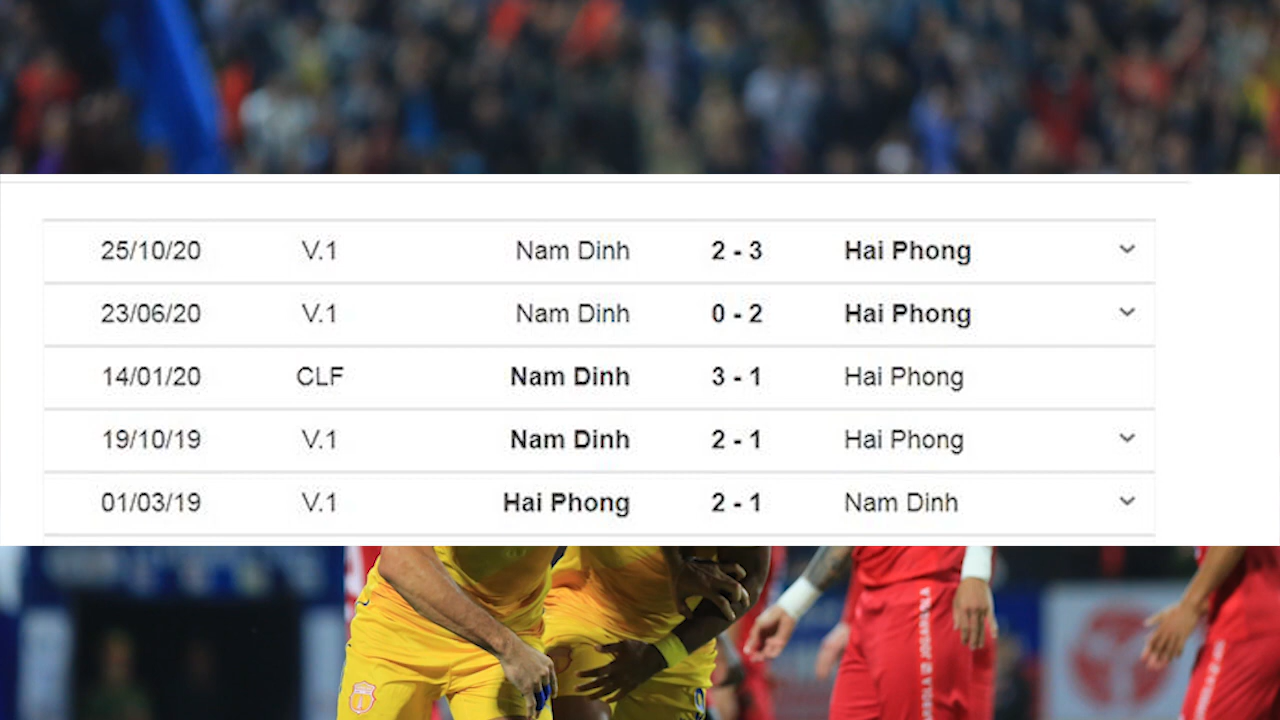 25/10/20 V.1 Nam Dinh 2 - 3 Hai Phong
23/06/20 V.1 Nam Dinh 0 - 2 Hai Phong
14/01/20 CLF Nam Dinh 3 - 1 Hai Phong
19/10/19 V.1 Nam Dinh 2 - 1 Hai Phong
01/03/19 V.1 Hai Phong 2 - 1 Nam Dinh